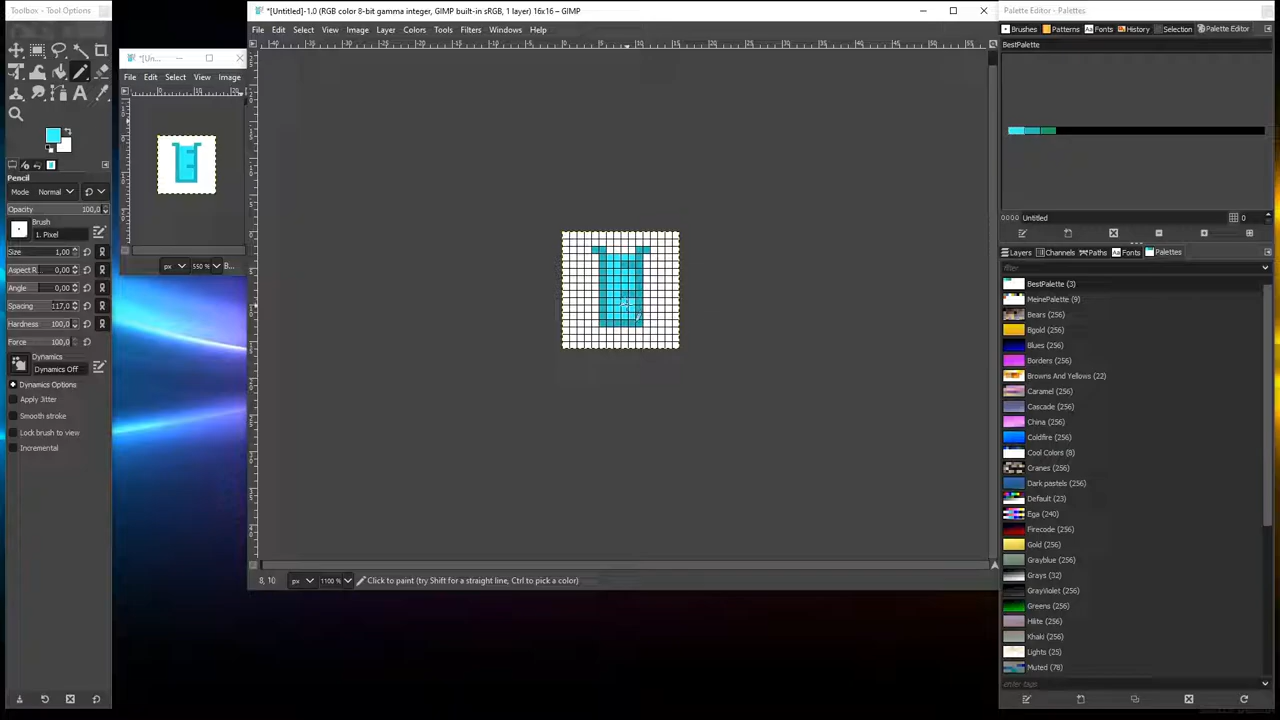 Toolbox - Tool Options
Pencil
Mode Normal
Opacity 100,0
Brush
1. Pixel
Size 1,00
Aspect R... 0,00
Angle 0,00
Spacing 117,0
Hardness 100,0
Force 100,0
Dynamics
Dynamics Off
Dynamics Options
Apply Jitter
Smooth stroke
Lock brush to view
Incremental
*[Un...
File Edit Select View Image
px 550 % B...
*[Untitled]-1.0 (RGB color 8-bit gamma integer, GIMP built-in sRGB, 1 layer) 16x16 – GIMP
File Edit Select View Image Layer Colors Tools Filters Windows Help
8, 10 px 1100 % Click to paint (try Shift for a straight line, Ctrl to pick a color)
Palette Editor - Palettes
Brushes Patterns Fonts History Selection Palette Editor
BestPalette
0000 Untitled 0
Layers Channels Paths Fonts Palettes
filter
BestPalette (3)
MeinePalette (9)
Bears (256)
Bgold (256)
Blues (256)
Borders (256)
Browns And Yellows (22)
Caramel (256)
Cascade (256)
China (256)
Coldfire (256)
Cool Colors (8)
Cranes (256)
Dark pastels (256)
Default (23)
Ega (240)
Firecode (256)
Gold (256)
Grayblue (256)
Grays (32)
GrayViolet (256)
Greens (256)
Hilite (256)
Khaki (256)
Lights (25)
Muted (78)
enter tags